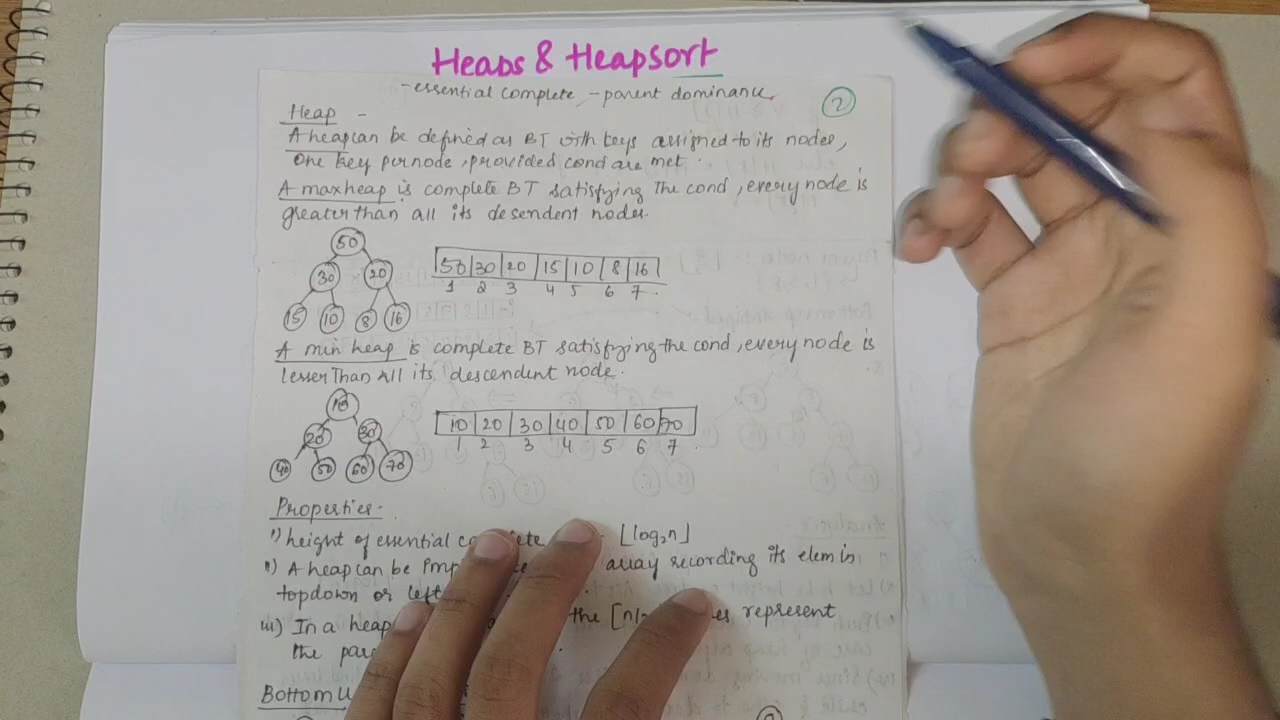 Heaps & Heapsort
-essential complete, -parent dominance
2
Heap -
A heap can be defined as BT with keys assigned to its nodes,
One key per node, provided cond are met.
A maxheap is complete BT satisfying the cond, every node is
greater than all its desendent nodes.
50
30 20
15 10 8 16
50 30 20 15 10 8 16
1 2 3 4 5 6 7
A min heap is complete BT satisfying the cond, every node is
lesser than all its descendent node.
10
20 30
40 50 60 70
10 20 30 40 50 60 70
1 2 3 4 5 6 7
Properties:-
i) height of essential ⌊log₂n⌋
ii) A heap can be array recording its elem in
topdown or left
iii) In a heap the represent
the
Bottom U